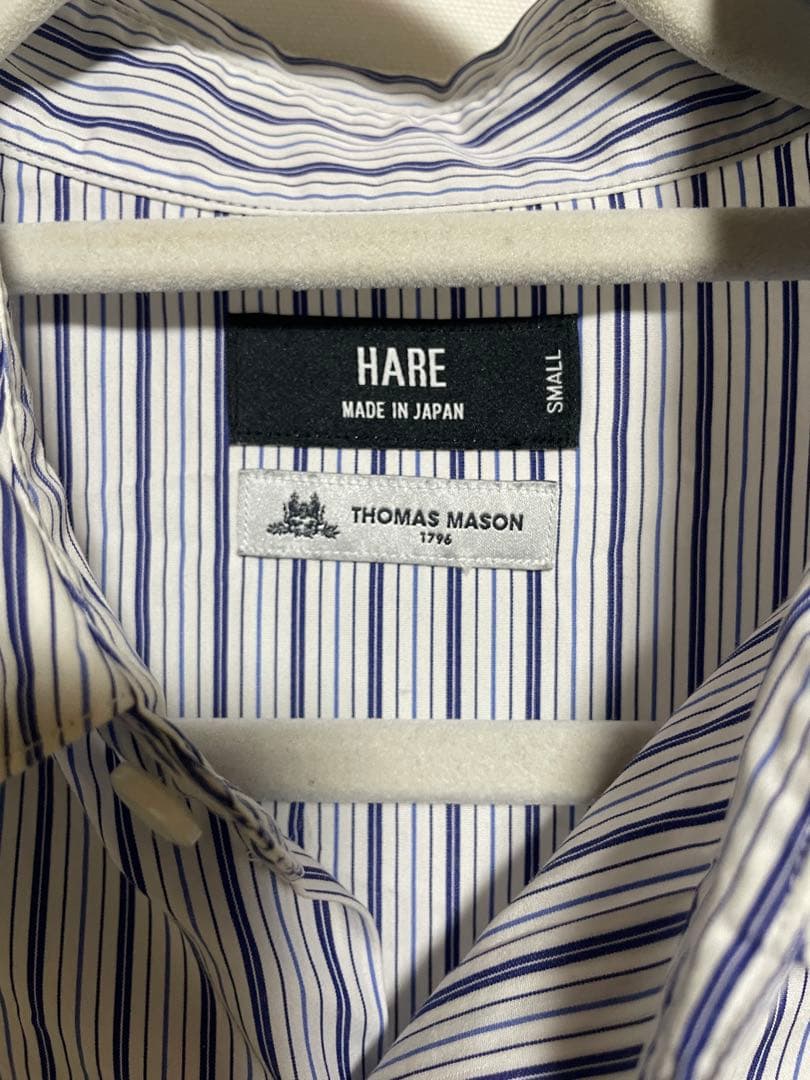 HARE
MADE IN JAPAN
SMALL
THOMAS MASON
1796